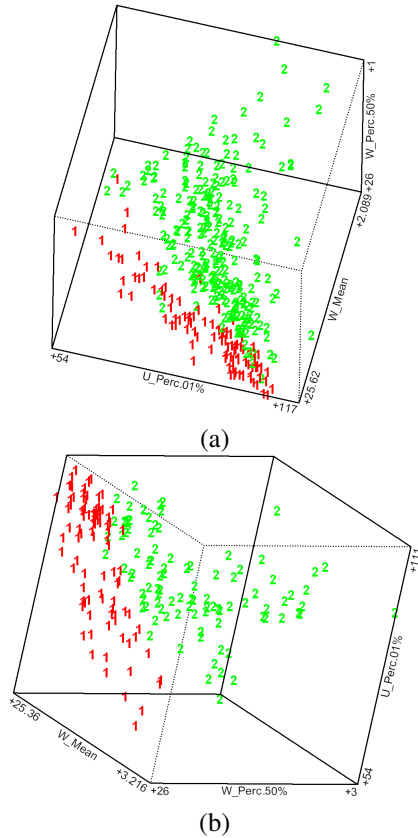 +1
W_Perc.50%
+26
+2.089
W_Mean
+25.62
+54
U_Perc.01%
+117
(a)
+111
U_Perc.01%
+54
+25.36
W_Mean
+3.216
+26
W_Perc.50%
+3
(b)